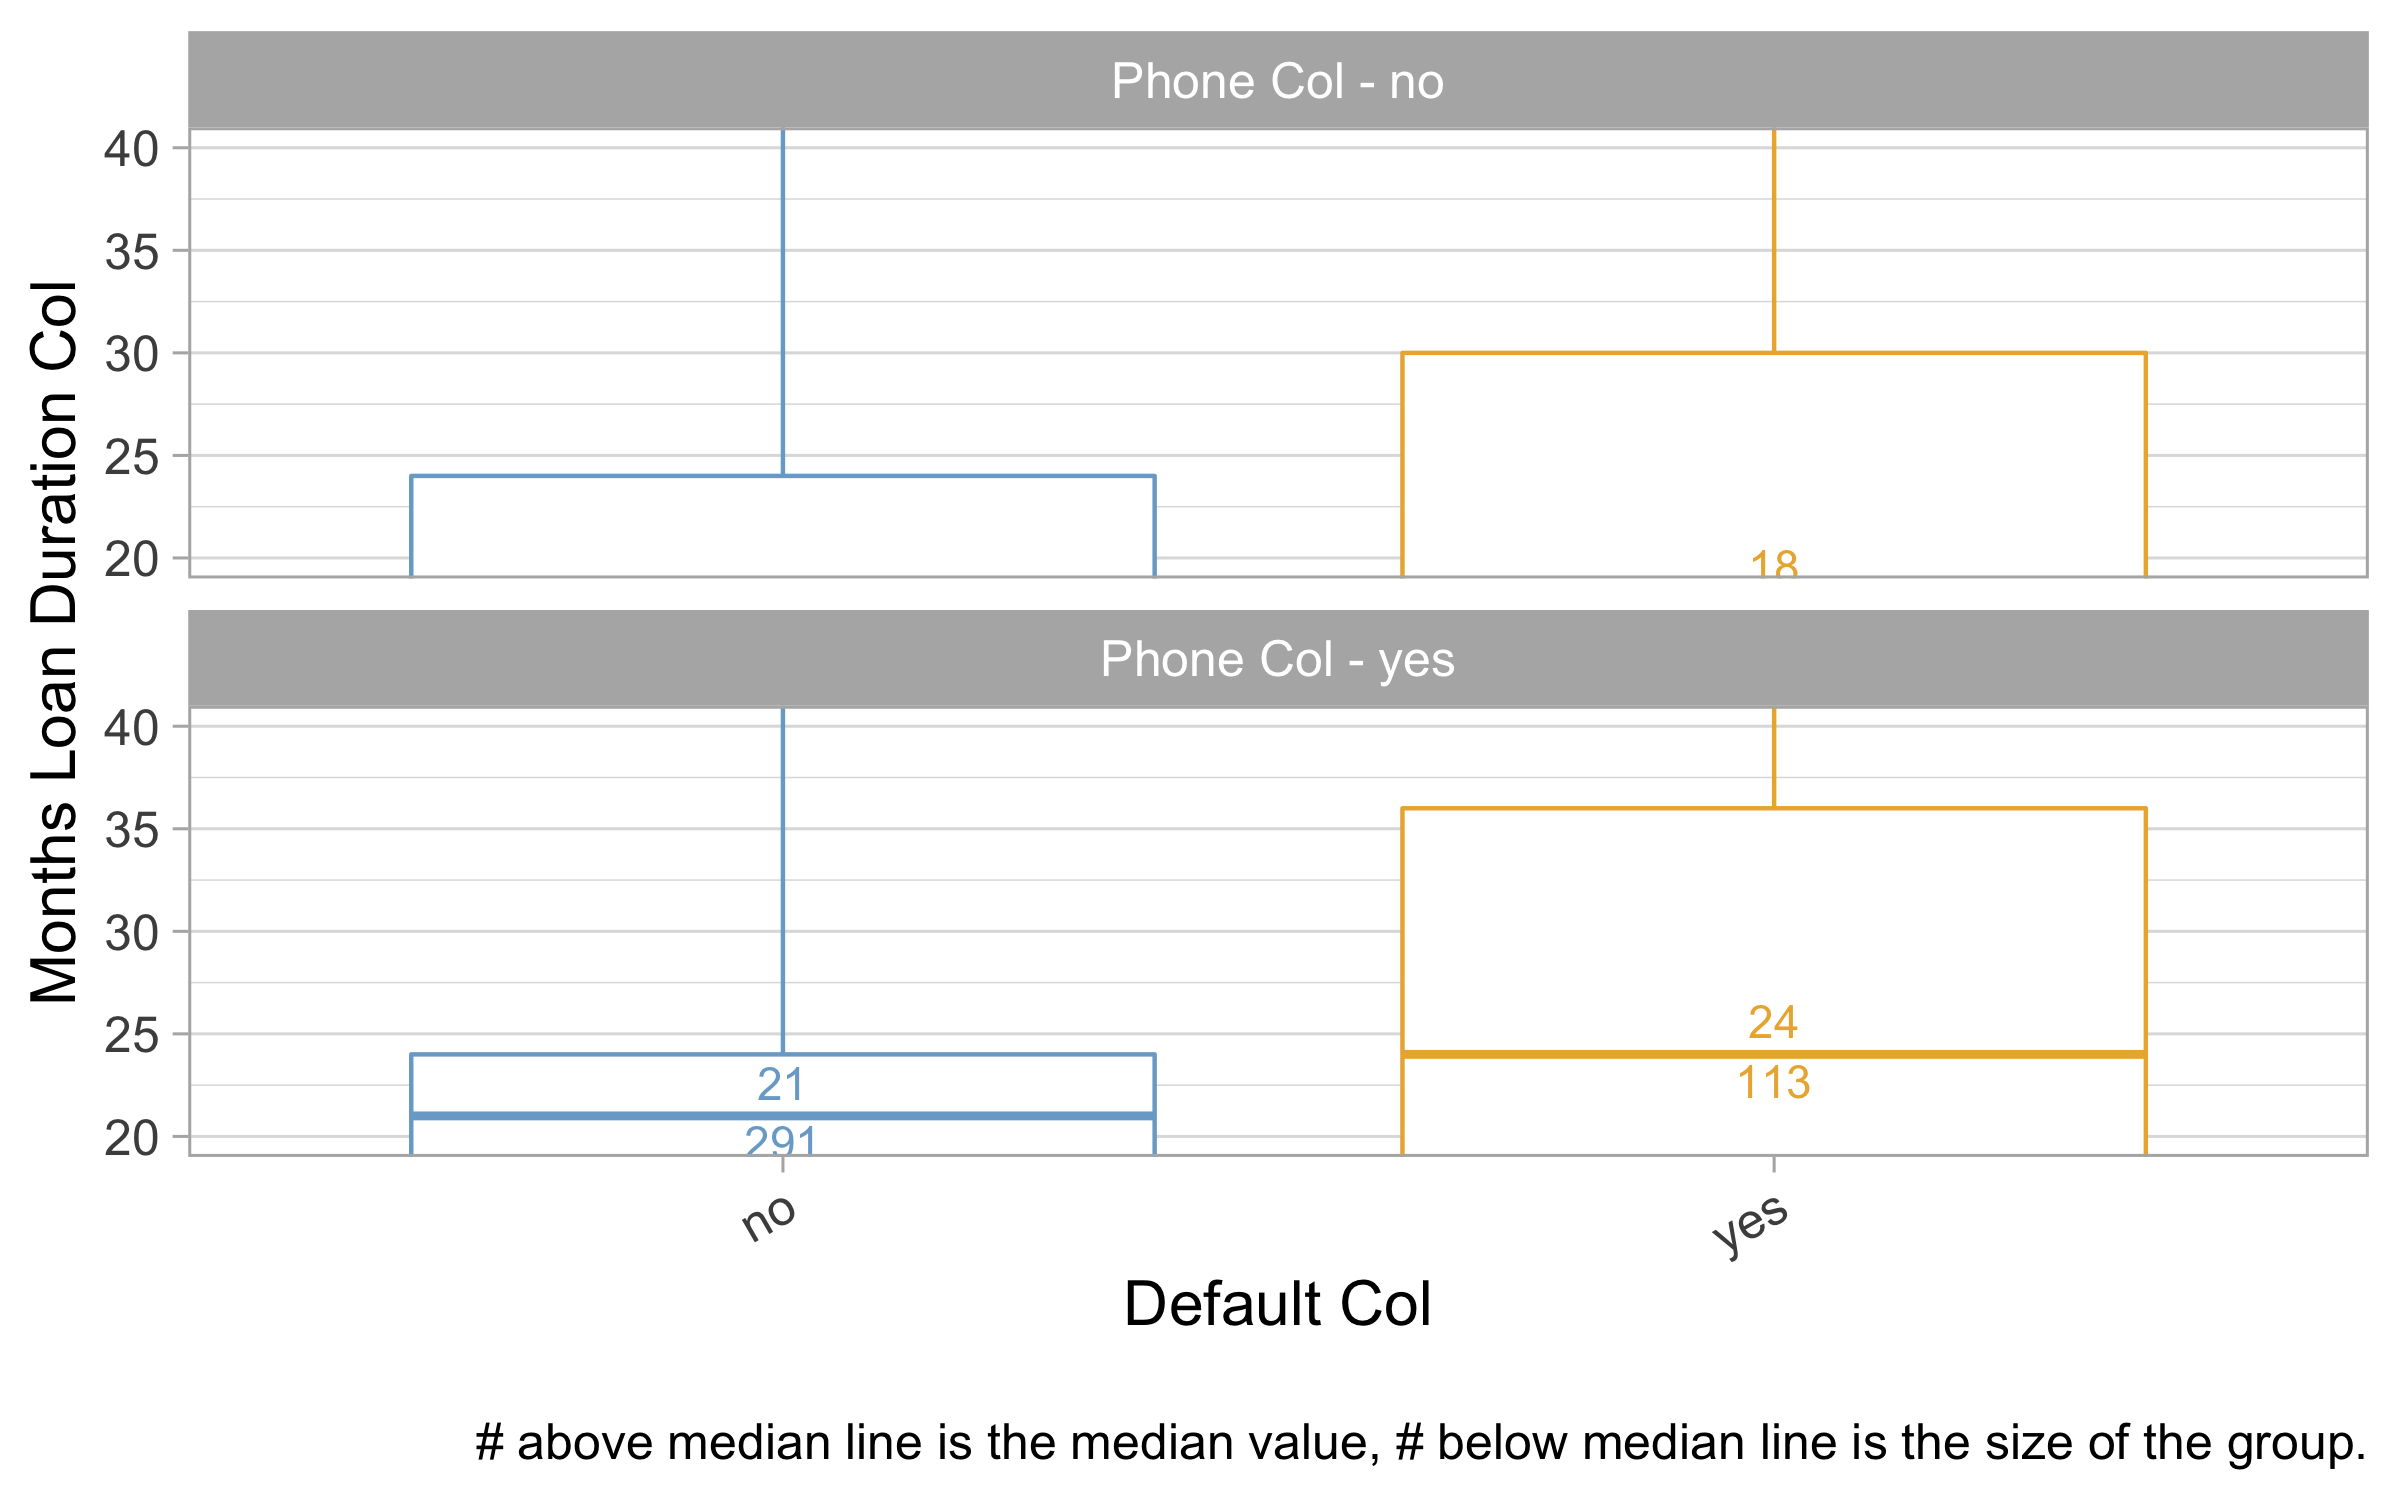 Phone Col - no
40
35
30
25
20
18
Months Loan Duration Col
Phone Col - yes
40
35
30
25
20
24
113
21
291
no
yes
Default Col
# above median line is the median value, # below median line is the size of the group.